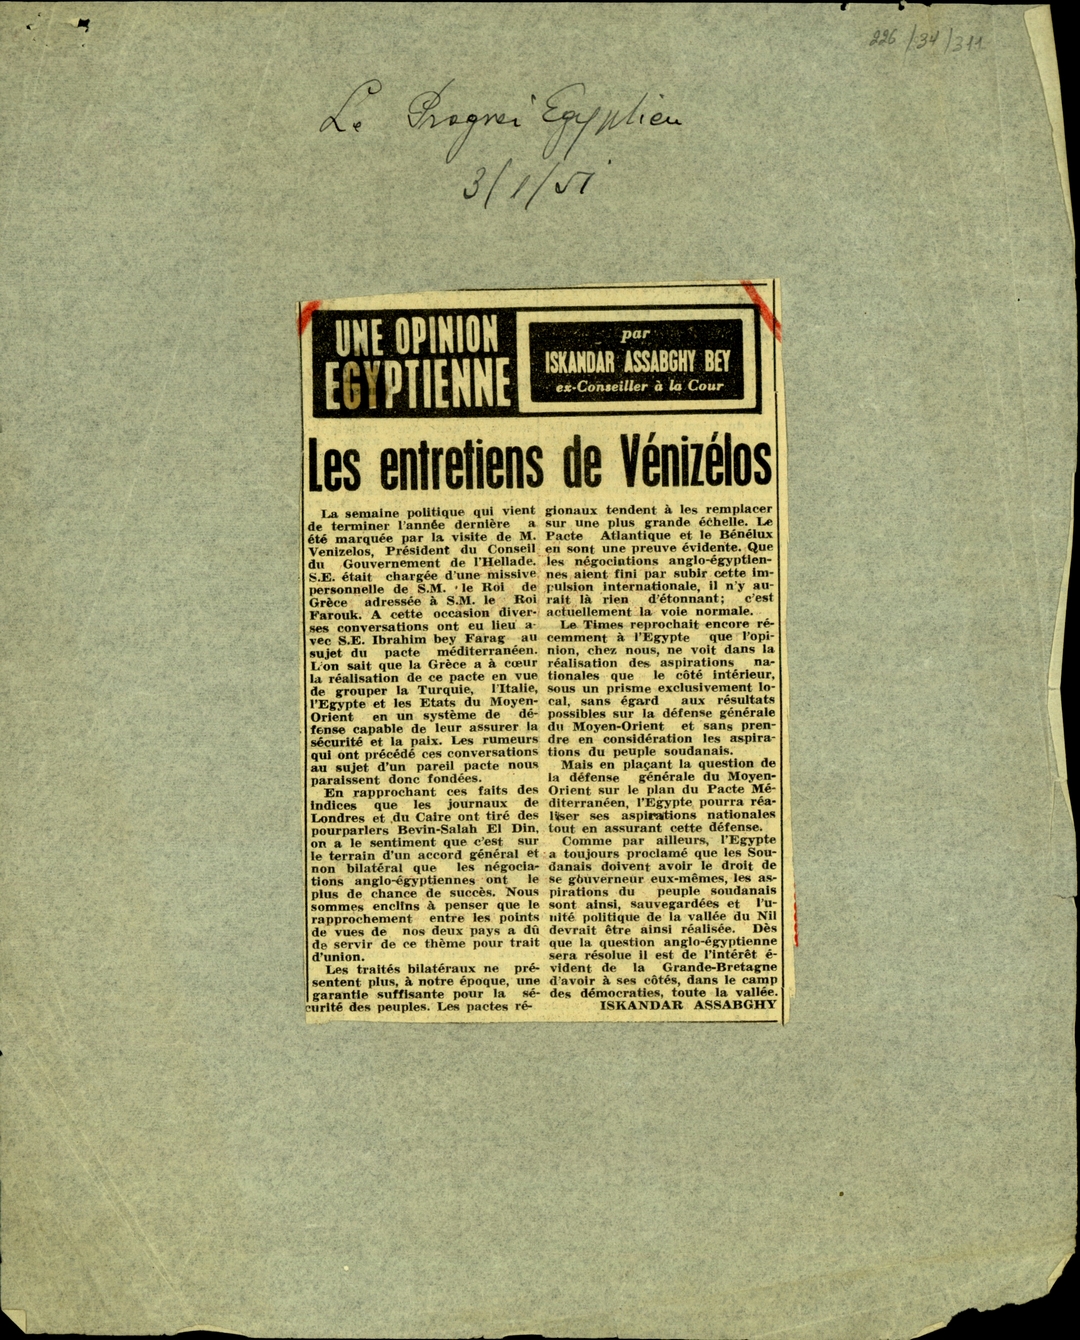 226/34/311
Le Progrès Egyptien
3/1/51
UNE OPINION
EGYPTIENNE
par
ISKANDAR ASSABGHY BEY
ex-Conseiller à la Cour
Les entretiens de Vénizélos
La semaine politique qui vient
de terminer l'année dernière a
été marquée par la visite de M.
Venizelos, Président du Conseil
du Gouvernement de l'Hellade.
S.E. était chargée d'une missive
personnelle de S.M. le Roi de
Grèce adressée à S.M. le Roi
Farouk. A cette occasion diver-
ses conversations ont eu lieu a-
vec S.E. Ibrahim bey Farag au
sujet du pacte méditerranéen.
L'on sait que la Grèce a à cœur
la réalisation de ce pacte en vue
de grouper la Turquie, l'Italie,
l'Egypte et les Etats du Moyen-
Orient en un système de dé-
fense capable de leur assurer la
sécurité et la paix. Les rumeurs
qui ont précédé ces conversations
au sujet d'un pareil pacte nous
paraissent donc fondées.
En rapprochant ces faits des
indices que les journaux de
Londres et du Caire ont tiré des
pourparlers Bevin-Salah El Din,
on a le sentiment que c'est sur
le terrain d'un accord général et
non bilatéral que les négocia-
tions anglo-égyptiennes ont le
plus de chance de succès. Nous
sommes enclins à penser que le
rapprochement entre les points
de vues de nos deux pays a dû
de servir de ce thème pour trait
d'union.
Les traités bilatéraux ne pré-
sentent plus, à notre époque, une
garantie suffisante pour la sé-
curité des peuples. Les pactes ré-
gionaux tendent à les remplacer
sur une plus grande échelle. Le
Pacte Atlantique et le Bénélux
en sont une preuve évidente. Que
les négociations anglo-égyptien-
nes aient fini par subir cette im-
pulsion internationale, il n'y au-
rait là rien d'étonnant; c'est
actuellement la voie normale.
Le Times reprochait encore ré-
cemment à l'Egypte que l'opi-
nion, chez nous, ne voit dans la
réalisation des aspirations na-
tionales que le côté intérieur,
sous un prisme exclusivement lo-
cal, sans égard aux résultats
possibles sur la défense générale
du Moyen-Orient et sans pren-
dre en considération les aspira-
tions du peuple soudanais.
Mais en plaçant la question de
la défense générale du Moyen-
Orient sur le plan du Pacte Mé-
diterranéen, l'Egypte pourra réa-
liser ses aspirations nationales
tout en assurant cette défense.
Comme par ailleurs, l'Egypte
a toujours proclamé que les Sou-
danais doivent avoir le droit de
se gouverneur eux-mêmes, les as-
pirations du peuple soudanais
sont ainsi, sauvegardées et l'u-
nité politique de la vallée du Nil
devrait être ainsi réalisée. Dès
que la question anglo-égyptienne
sera résolue il est de l'intérêt é-
vident de la Grande-Bretagne
d'avoir à ses côtés, dans le camp
des démocraties, toute la vallée.
ISKANDAR ASSABGHY